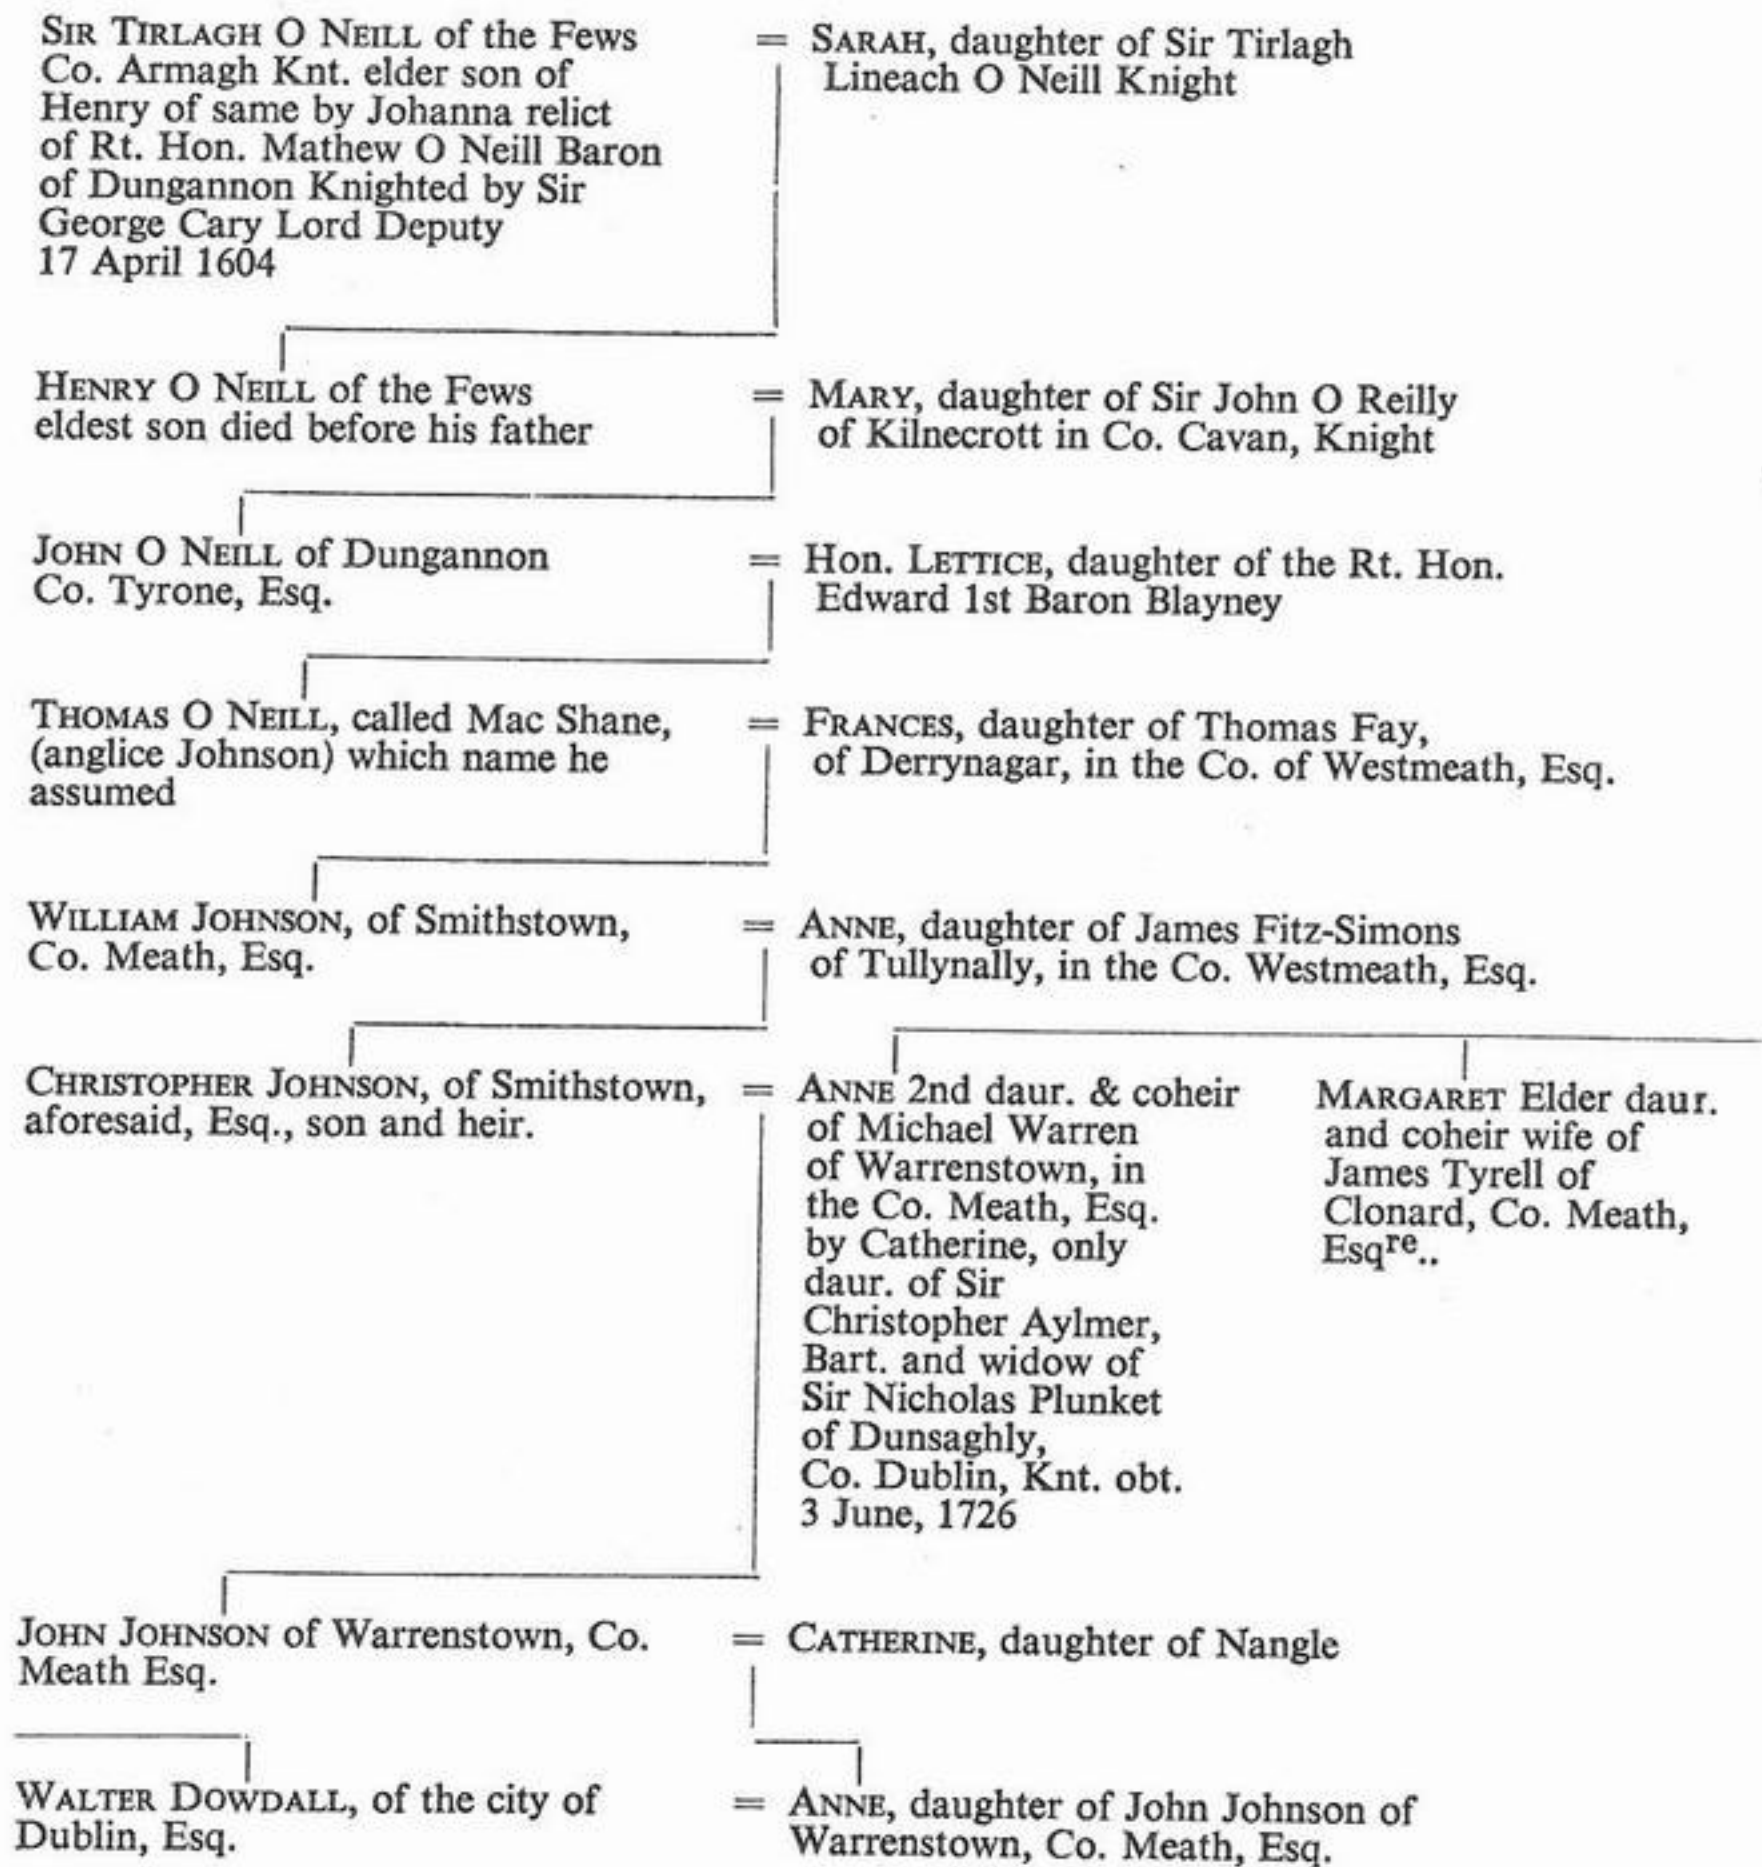 SIR TIRLAGH O NEILL of the Fews
Co. Armagh Knt. elder son of
Henry of same by Johanna relict
of Rt. Hon. Mathew O Neill Baron
of Dungannon Knighted by Sir
George Cary Lord Deputy
17 April 1604
= SARAH, daughter of Sir Tirlagh
Lineach O Neill Knight
HENRY O NEILL of the Fews
eldest son died before his father
= MARY, daughter of Sir John O Reilly
of Kilnecrott in Co. Cavan, Knight
JOHN O NEILL of Dungannon
Co. Tyrone, Esq.
= Hon. LETTICE, daughter of the Rt. Hon.
Edward 1st Baron Blayney
THOMAS O NEILL, called Mac Shane,
(anglice Johnson) which name he
assumed
= FRANCES, daughter of Thomas Fay,
of Derrynagar, in the Co. of Westmeath, Esq.
WILLIAM JOHNSON, of Smithstown,
Co. Meath, Esq.
= ANNE, daughter of James Fitz-Simons
of Tullynally, in the Co. Westmeath, Esq.
CHRISTOPHER JOHNSON, of Smithstown,
aforesaid, Esq., son and heir.
= ANNE 2nd daur. & coheir
of Michael Warren
of Warrenstown, in
the Co. Meath, Esq.
by Catherine, only
daur. of Sir
Christopher Aylmer,
Bart. and widow of
Sir Nicholas Plunket
of Dunsaghly,
Co. Dublin, Knt. obt.
3 June, 1726
MARGARET Elder daur.
and coheir wife of
James Tyrell of
Clonard, Co. Meath,
Esqre..
JOHN JOHNSON of Warrenstown, Co.
Meath Esq.
= CATHERINE, daughter of Nangle
WALTER DOWDALL, of the city of
Dublin, Esq.
= ANNE, daughter of John Johnson of
Warrenstown, Co. Meath, Esq.